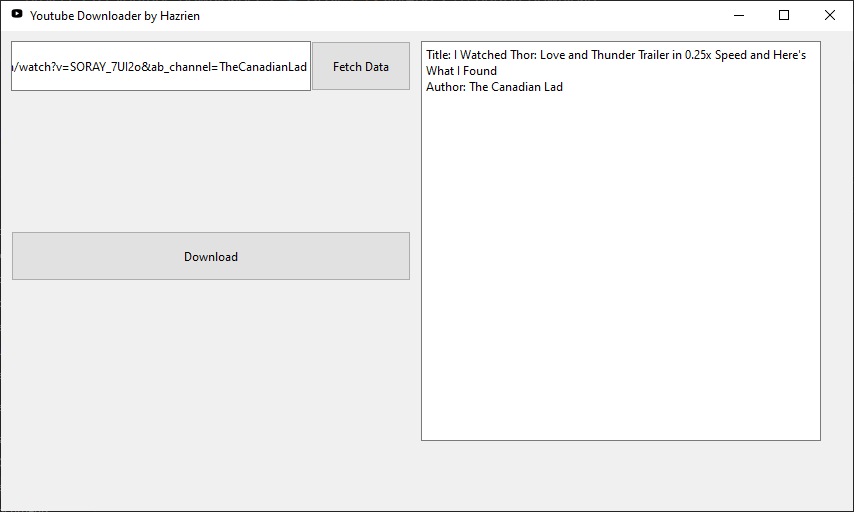 Youtube Downloader by Hazrien
/watch?v=SORAY_7Ul2o&ab_channel=TheCanadianLad
Fetch Data
Title: I Watched Thor: Love and Thunder Trailer in 0.25x Speed and Here's
What I Found
Author: The Canadian Lad
Download